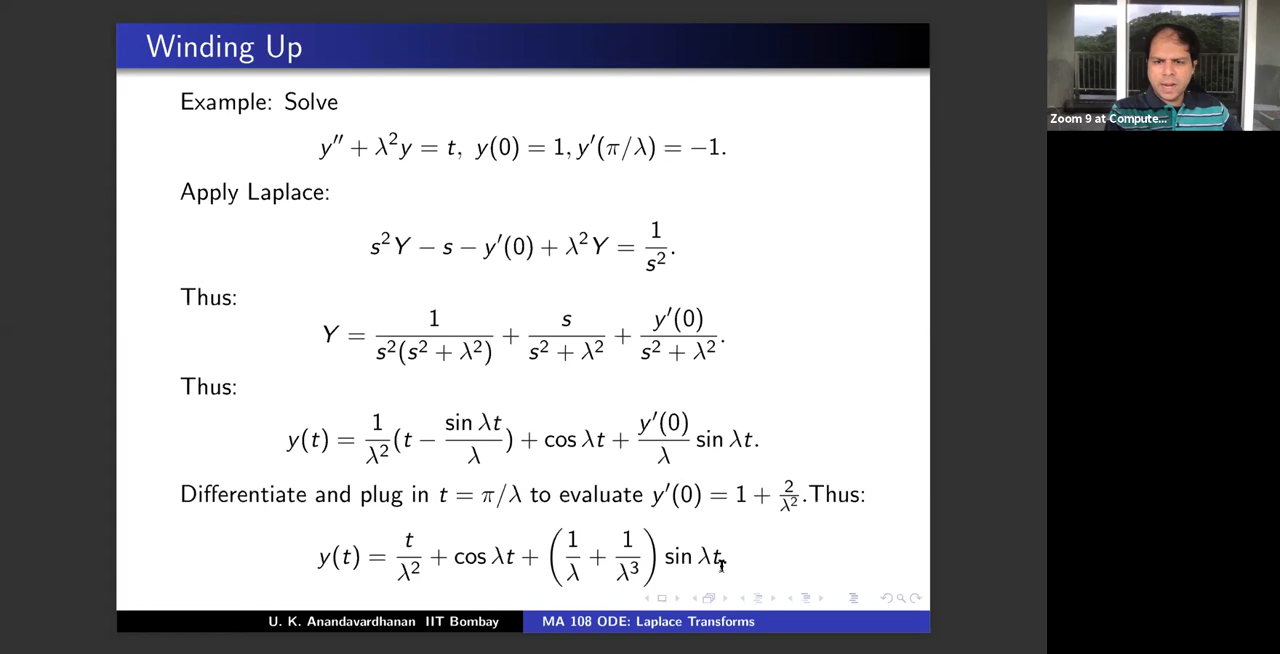 Winding Up
Example: Solve
y′′ + λ²y = t, y(0) = 1, y′(π/λ) = −1.
Apply Laplace:
s²Y − s − y′(0) + λ²Y = 1/s².
Thus:
Y = 1/(s²(s² + λ²)) + s/(s² + λ²) + y′(0)/(s² + λ²).
Thus:
y(t) = 1/λ² (t − sin λt/λ) + cos λt + y′(0)/λ sin λt.
Differentiate and plug in t = π/λ to evaluate y′(0) = 1 + 2/λ².Thus:
y(t) = t/λ² + cos λt + (1/λ + 1/λ³) sin λt.
U. K. Anandavardhanan IIT Bombay
MA 108 ODE: Laplace Transforms
Zoom 9 at Compute...